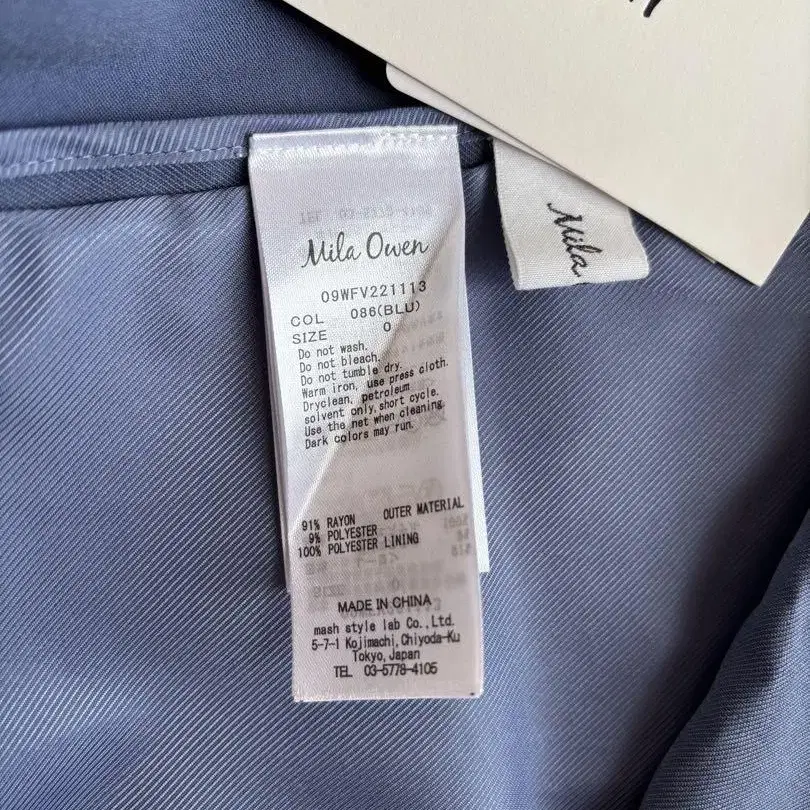 Mila Owen
09WFV221113
COL 086(BLU)
SIZE 0
Do not wash.
Do not bleach.
Do not tumble dry.
Warm iron, use press cloth.
Dryclean, petroleum
solvent only, short cycle.
Use the net when cleaning.
Dark colors may run.
91% RAYON OUTER MATERIAL
9% POLYESTER
100% POLYESTER LINING
MADE IN CHINA
mash style lab Co., Ltd.
5-7-1 Kojimachi, Chiyoda-Ku
Tokyo, Japan
TEL 03-5778-4105
Mila